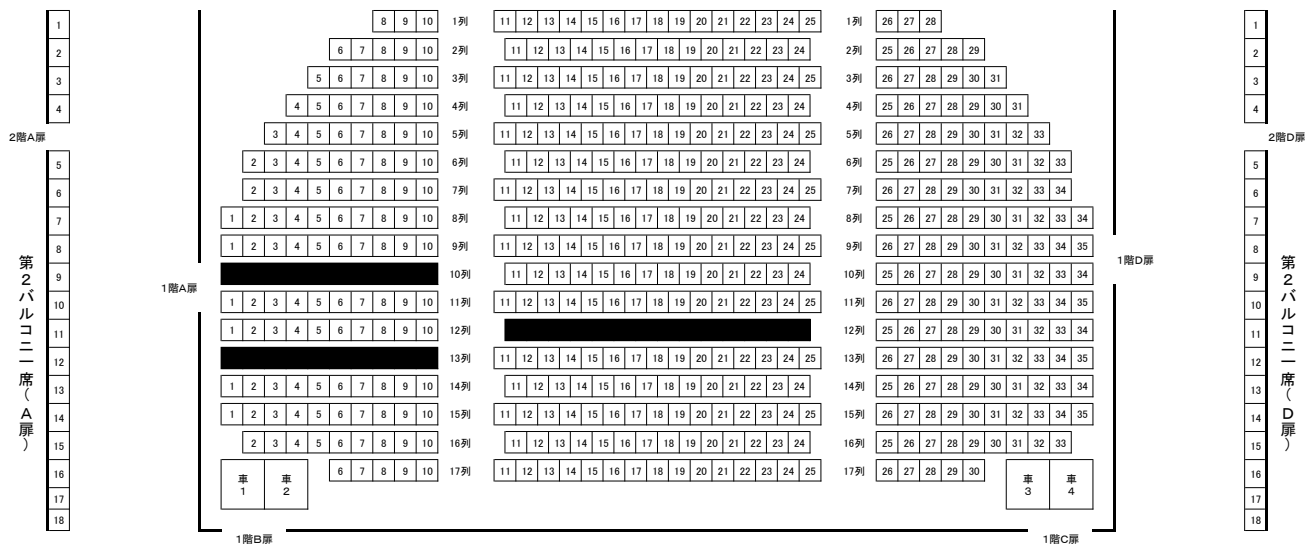 1 8 9 10 1列 11 12 13 14 15 16 17 18 19 20 21 22 23 24 25 1列 26 27 28 1
2 6 7 8 9 10 2列 11 12 13 14 15 16 17 18 19 20 21 22 23 24 2列 25 26 27 28 29 2
3 5 6 7 8 9 10 3列 11 12 13 14 15 16 17 18 19 20 21 22 23 24 25 3列 26 27 28 29 30 31 3
4 4 5 6 7 8 9 10 4列 11 12 13 14 15 16 17 18 19 20 21 22 23 24 4列 25 26 27 28 29 30 31 4
2階A扉 3 4 5 6 7 8 9 10 5列 11 12 13 14 15 16 17 18 19 20 21 22 23 24 25 5列 26 27 28 29 30 31 32 33 2階D扉
5 2 3 4 5 6 7 8 9 10 6列 11 12 13 14 15 16 17 18 19 20 21 22 23 24 6列 25 26 27 28 29 30 31 32 33 5
6 2 3 4 5 6 7 8 9 10 7列 11 12 13 14 15 16 17 18 19 20 21 22 23 24 25 7列 26 27 28 29 30 31 32 33 34 6
7 1 2 3 4 5 6 7 8 9 10 8列 11 12 13 14 15 16 17 18 19 20 21 22 23 24 8列 25 26 27 28 29 30 31 32 33 34 7
8 1 2 3 4 5 6 7 8 9 10 9列 11 12 13 14 15 16 17 18 19 20 21 22 23 24 25 9列 26 27 28 29 30 31 32 33 34 35 8
1階D扉
9 10列 11 12 13 14 15 16 17 18 19 20 21 22 23 24 10列 25 26 27 28 29 30 31 32 33 34 9
1階A扉
10 1 2 3 4 5 6 7 8 9 10 11列 11 12 13 14 15 16 17 18 19 20 21 22 23 24 25 11列 26 27 28 29 30 31 32 33 34 35 10
11 1 2 3 4 5 6 7 8 9 10 12列 12列 25 26 27 28 29 30 31 32 33 34 11
12 13列 11 12 13 14 15 16 17 18 19 20 21 22 23 24 25 13列 26 27 28 29 30 31 32 33 34 35 12
13 1 2 3 4 5 6 7 8 9 10 14列 11 12 13 14 15 16 17 18 19 20 21 22 23 24 14列 25 26 27 28 29 30 31 32 33 34 13
14 1 2 3 4 5 6 7 8 9 10 15列 11 12 13 14 15 16 17 18 19 20 21 22 23 24 25 15列 26 27 28 29 30 31 32 33 34 35 14
15 2 3 4 5 6 7 8 9 10 16列 11 12 13 14 15 16 17 18 19 20 21 22 23 24 16列 25 26 27 28 29 30 31 32 33 15
16 車1 車2 6 7 8 9 10 17列 11 12 13 14 15 16 17 18 19 20 21 22 23 24 25 17列 26 27 28 29 30 車3 車4 16
17 17
18 18
1階B扉 1階C扉
第2バルコニー席(A扉)
第2バルコニー席(D扉)